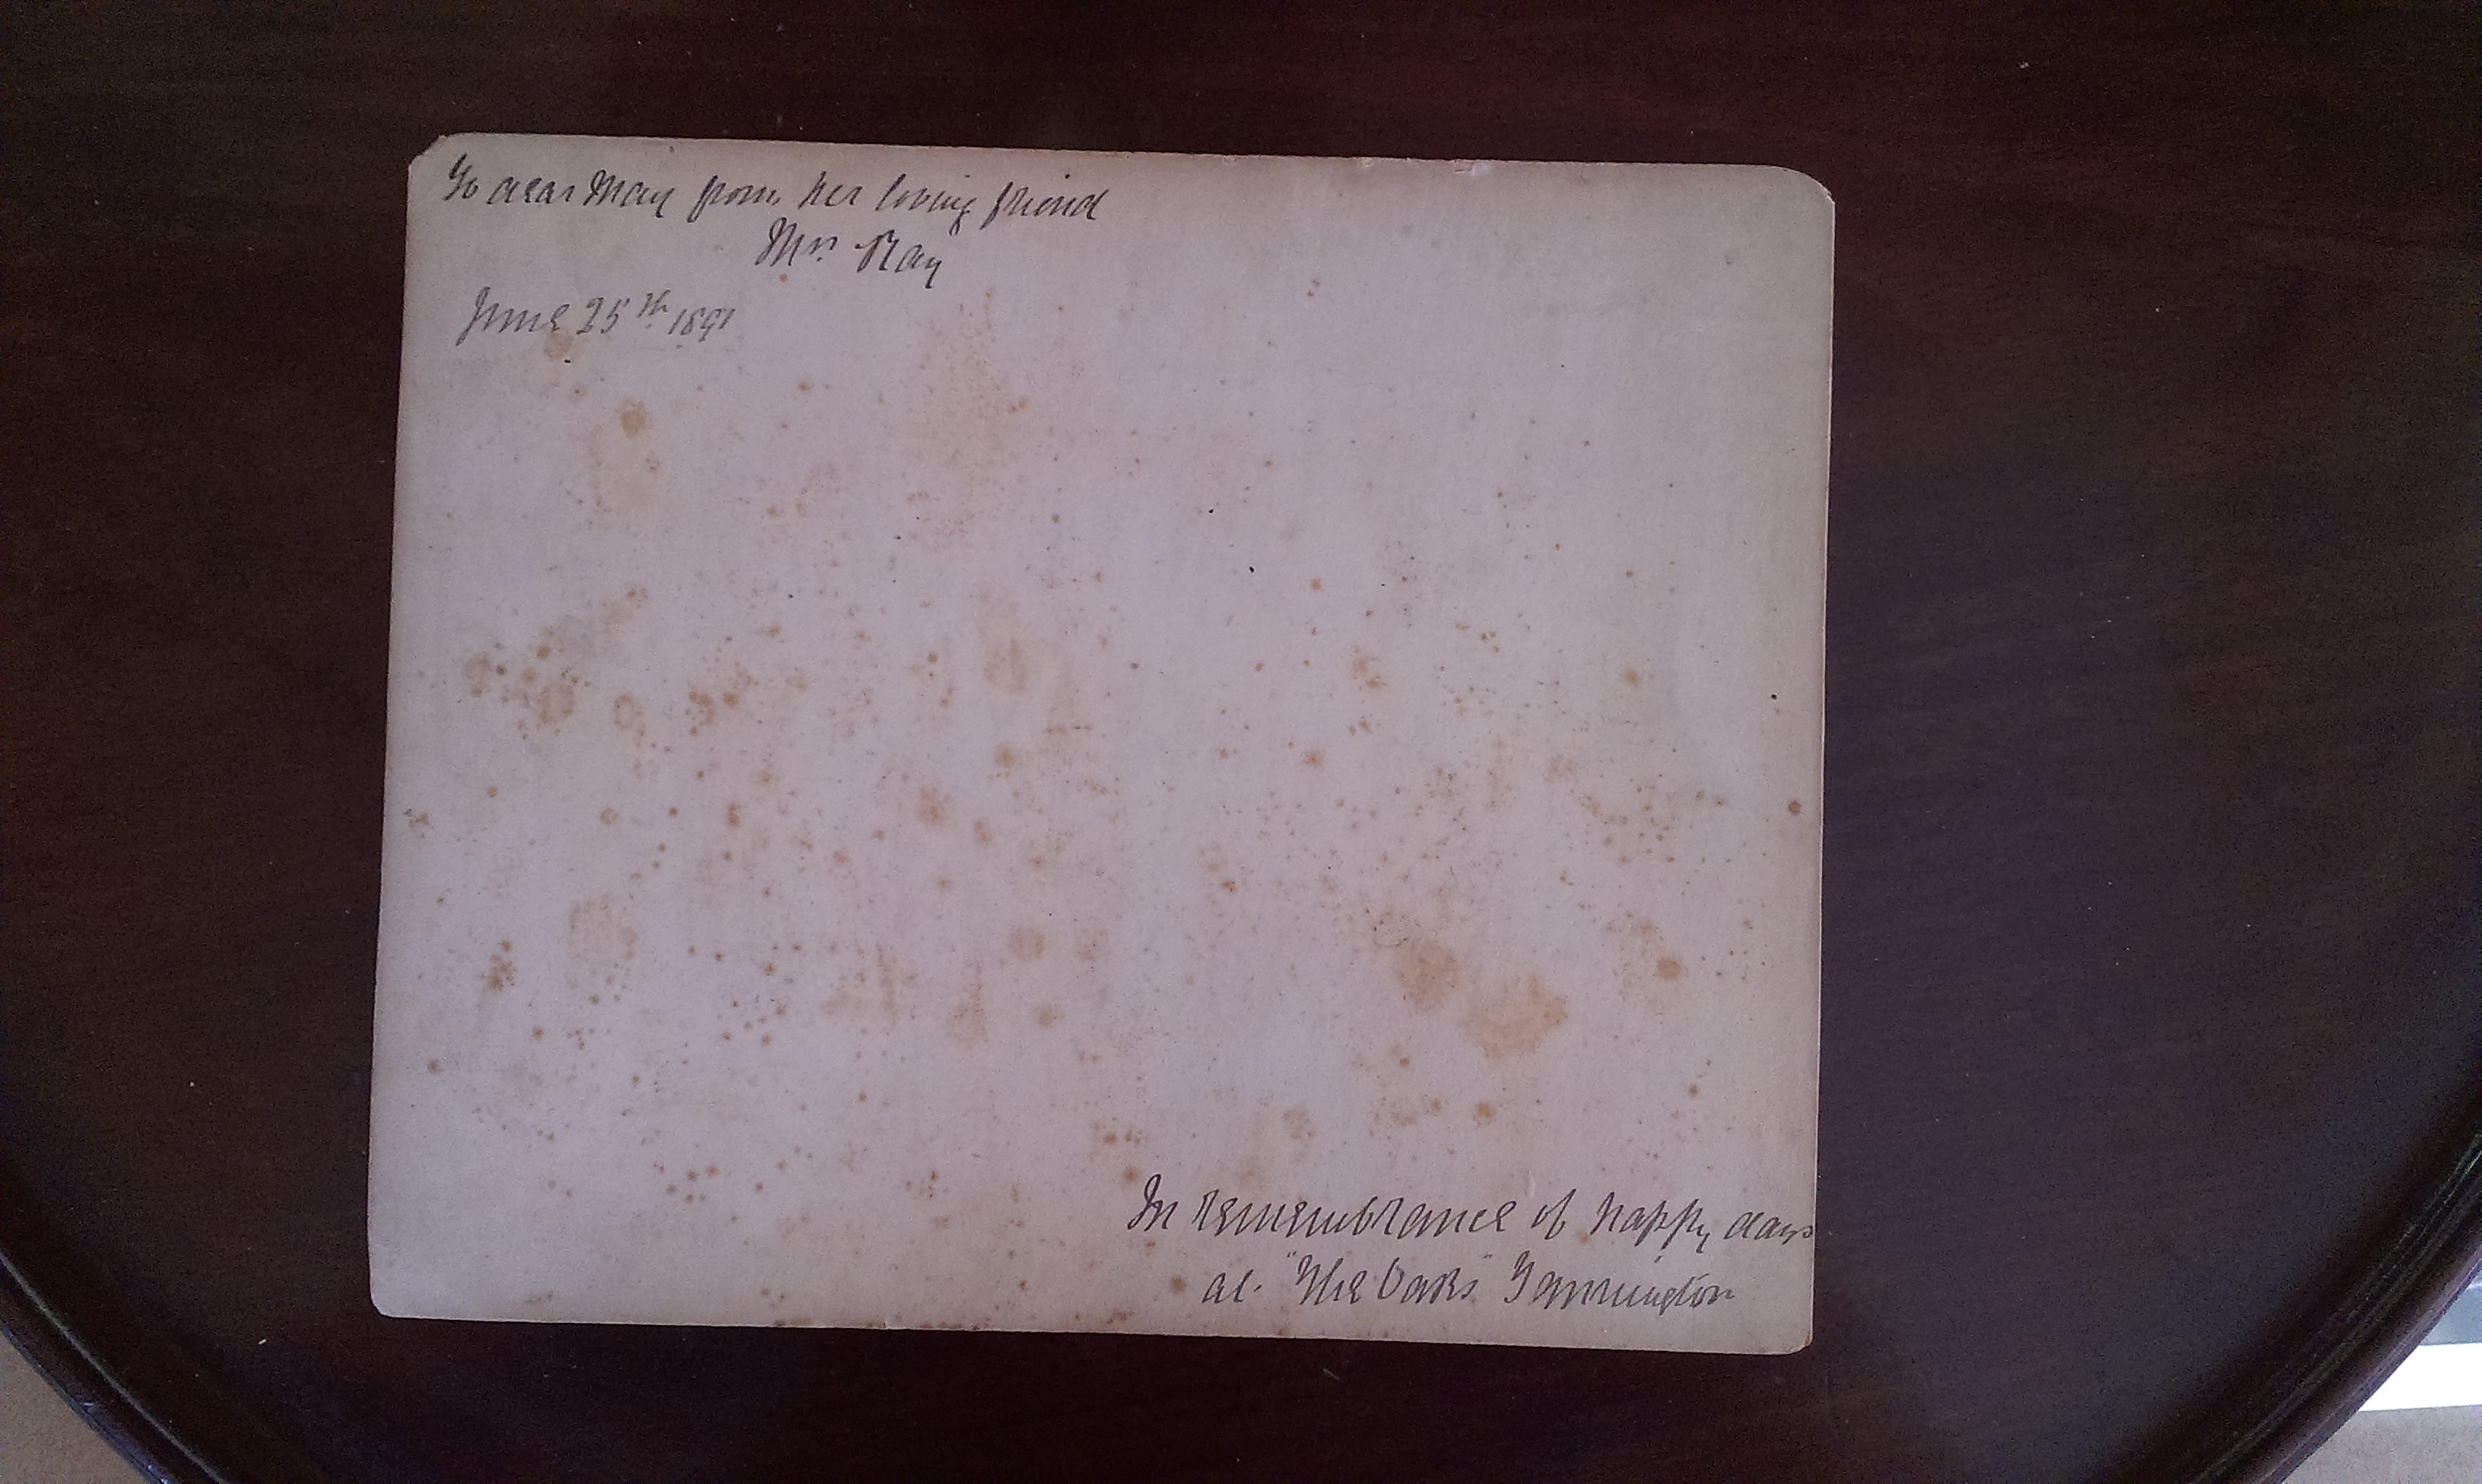 To dear May from her loving friend
Mrs. Ray
June 25th 1891
In remembrance of happy days
at "The Oaks"